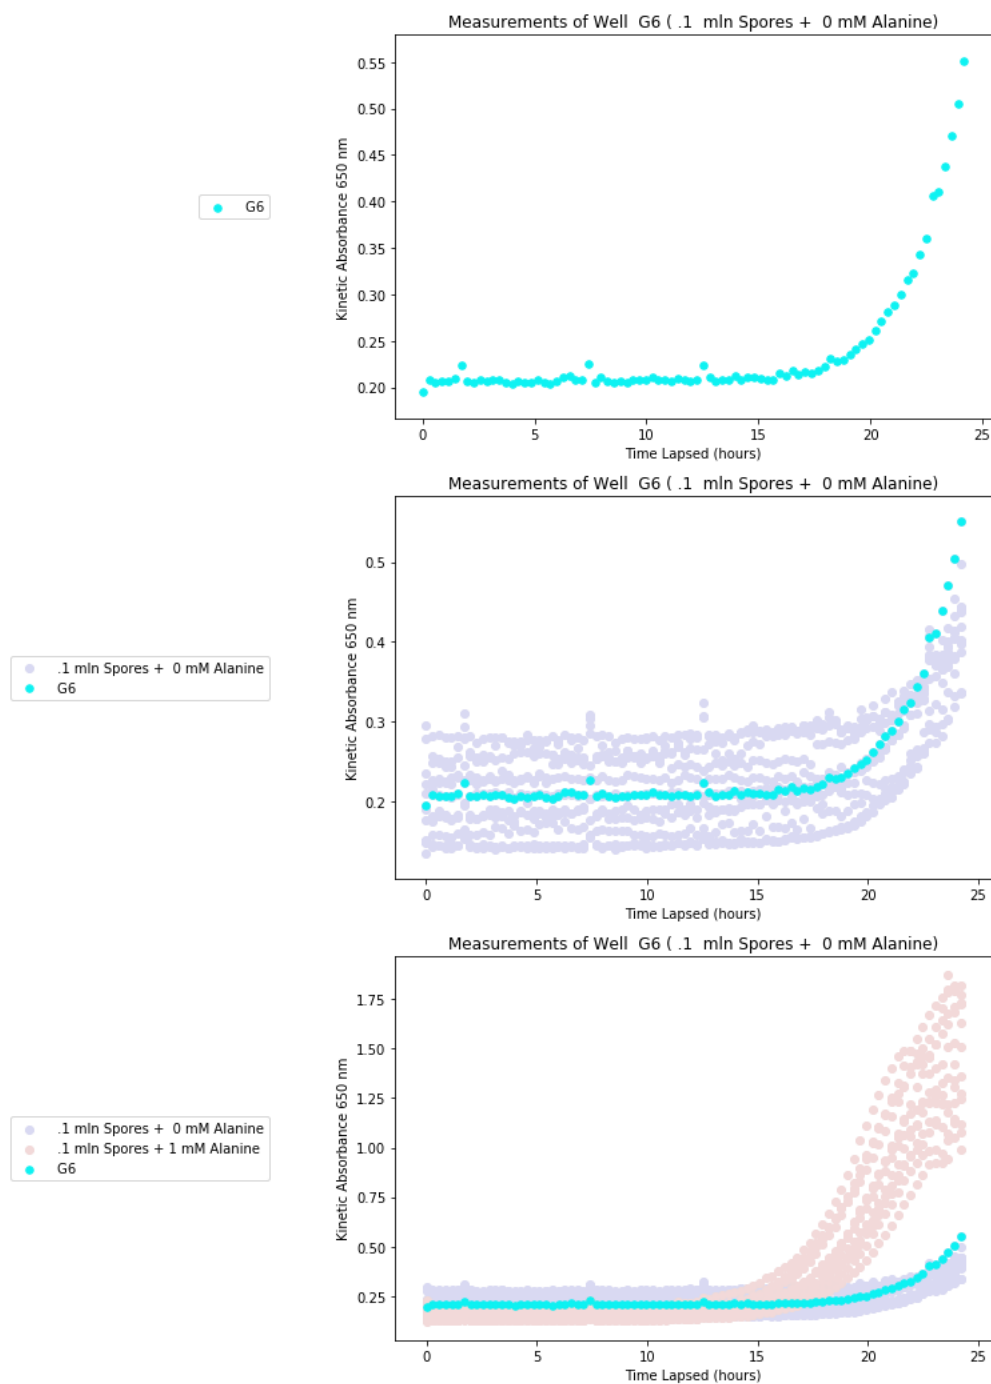 Measurements of Well  G6 ( .1  mln Spores +  0 mM Alanine)
Kinetic Absorbance 650 nm
0.55
0.50
0.45
0.40
0.35
0.30
0.25
0.20
G6
0 5 10 15 20 25
Time Lapsed (hours)
Measurements of Well  G6 ( .1  mln Spores +  0 mM Alanine)
Kinetic Absorbance 650 nm
0.5
0.4
0.3
0.2
.1 mln Spores +  0 mM Alanine
G6
0 5 10 15 20 25
Time Lapsed (hours)
Measurements of Well  G6 ( .1  mln Spores +  0 mM Alanine)
Kinetic Absorbance 650 nm
1.75
1.50
1.25
1.00
0.75
0.50
0.25
.1 mln Spores +  0 mM Alanine
.1 mln Spores + 1 mM Alanine
G6
0 5 10 15 20 25
Time Lapsed (hours)